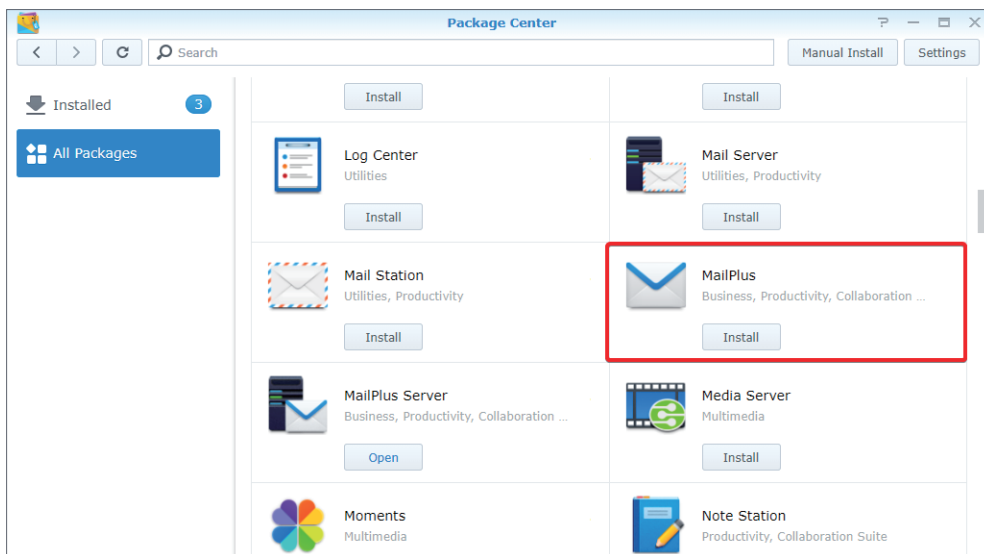 Package Center
Search
Manual Install
Settings
Installed
3
All Packages
Install
Install
Log Center
Utilities
Install
Mail Server
Utilities, Productivity
Install
Mail Station
Utilities, Productivity
Install
MailPlus
Business, Productivity, Collaboration ...
Install
MailPlus Server
Business, Productivity, Collaboration ...
Open
Media Server
Multimedia
Install
Moments
Multimedia
Note Station
Productivity, Collaboration Suite